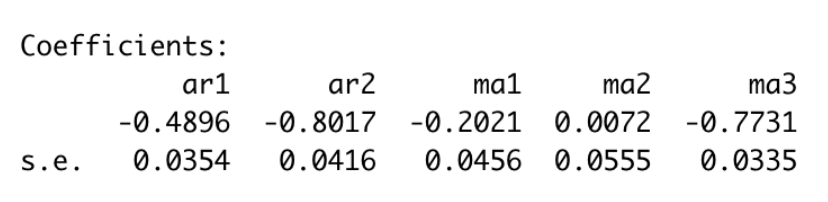 Coefficients:
ar1 ar2 ma1 ma2 ma3
-0.4896 -0.8017 -0.2021 0.0072 -0.7731
s.e. 0.0354 0.0416 0.0456 0.0555 0.0335